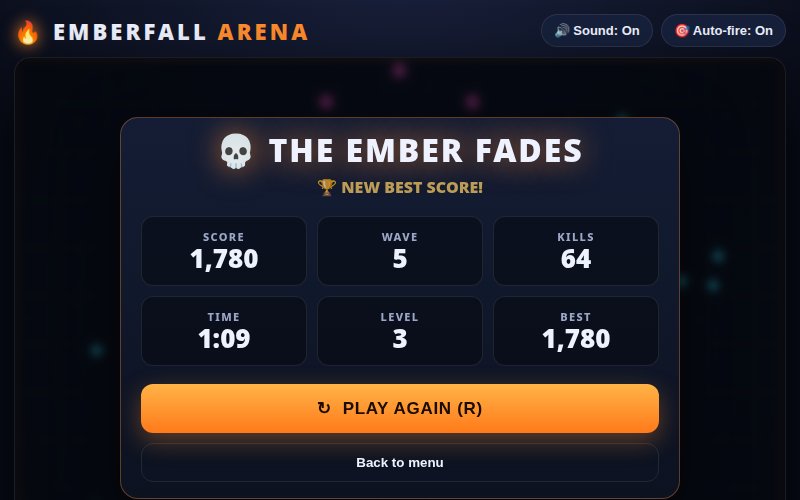 🔥 EMBERFALL ARENA
🔊 Sound: On
🎯 Auto-fire: On
💀 THE EMBER FADES
🏆 NEW BEST SCORE!
SCORE
1,780
WAVE
5
KILLS
64
TIME
1:09
LEVEL
3
BEST
1,780
↻ PLAY AGAIN (R)
Back to menu